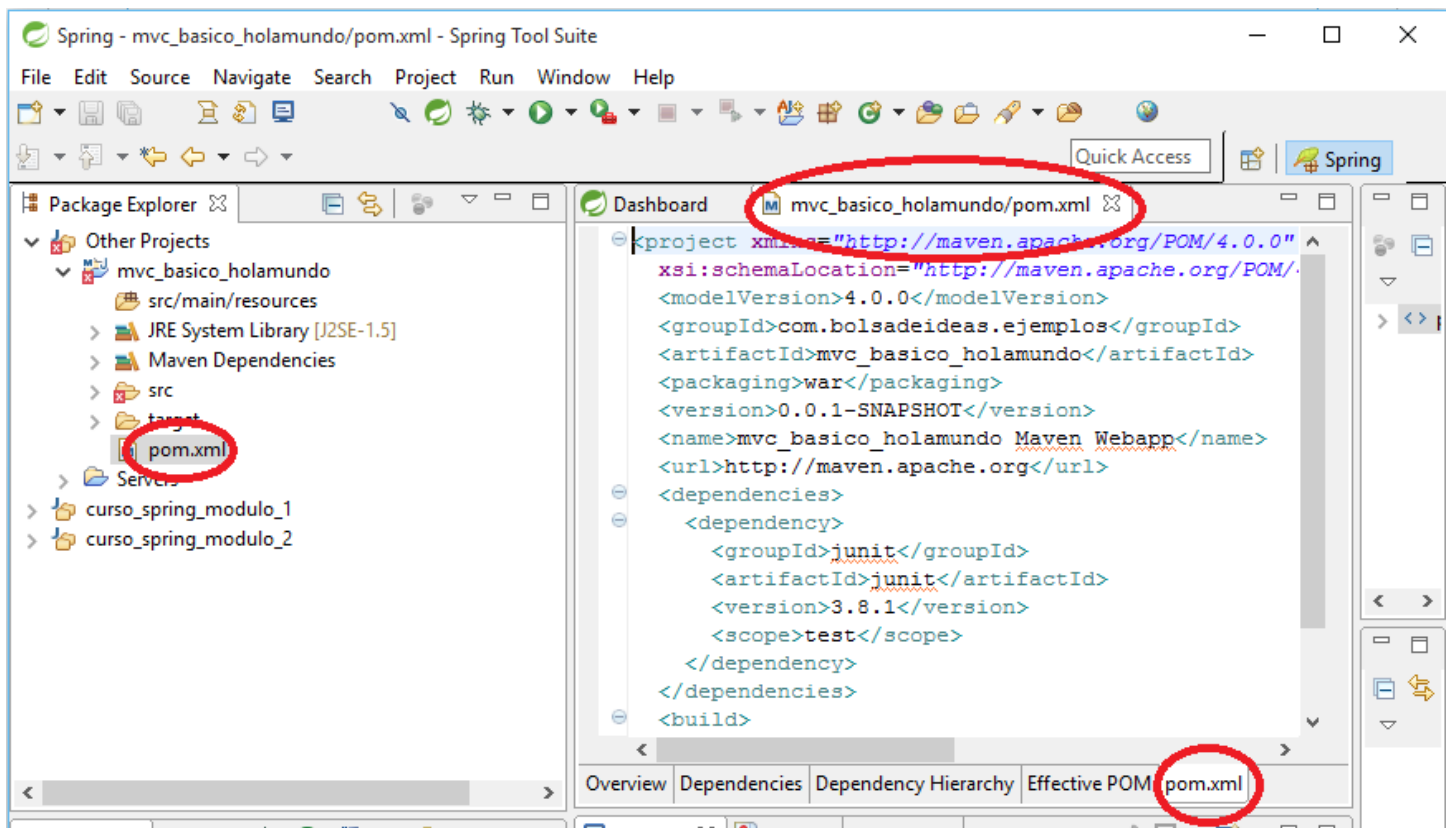 Spring - mvc_basico_holamundo/pom.xml - Spring Tool Suite
File Edit Source Navigate Search Project Run Window Help
Quick Access
Spring
Package Explorer
Other Projects
mvc_basico_holamundo
src/main/resources
JRE System Library [J2SE-1.5]
Maven Dependencies
src
target
pom.xml
Servers
curso_spring_modulo_1
curso_spring_modulo_2
Dashboard
mvc_basico_holamundo/pom.xml
<project xmlns="http://maven.apache.org/POM/4.0.0"
xsi:schemaLocation="http://maven.apache.org/POM/
<modelVersion>4.0.0</modelVersion>
<groupId>com.bolsadeideas.ejemplos</groupId>
<artifactId>mvc_basico_holamundo</artifactId>
<packaging>war</packaging>
<version>0.0.1-SNAPSHOT</version>
<name>mvc_basico_holamundo Maven Webapp</name>
<url>http://maven.apache.org</url>
<dependencies>
<dependency>
<groupId>junit</groupId>
<artifactId>junit</artifactId>
<version>3.8.1</version>
<scope>test</scope>
</dependency>
</dependencies>
<build>
Overview Dependencies Dependency Hierarchy Effective POM pom.xml